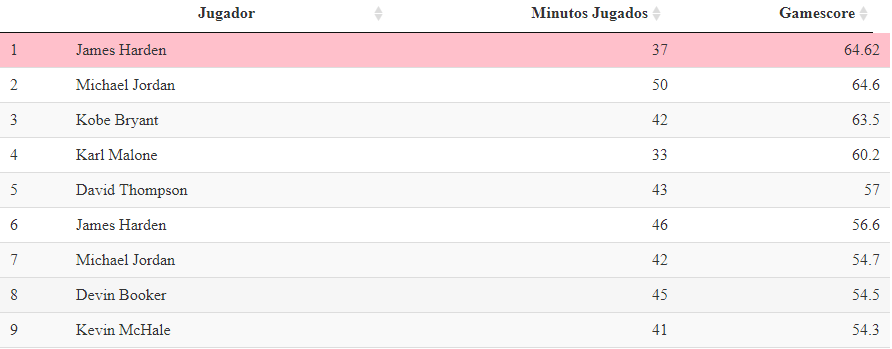 Jugador Minutos Jugados Gamescore
1 James Harden 37 64.62
2 Michael Jordan 50 64.6
3 Kobe Bryant 42 63.5
4 Karl Malone 33 60.2
5 David Thompson 43 57
6 James Harden 46 56.6
7 Michael Jordan 42 54.7
8 Devin Booker 45 54.5
9 Kevin McHale 41 54.3